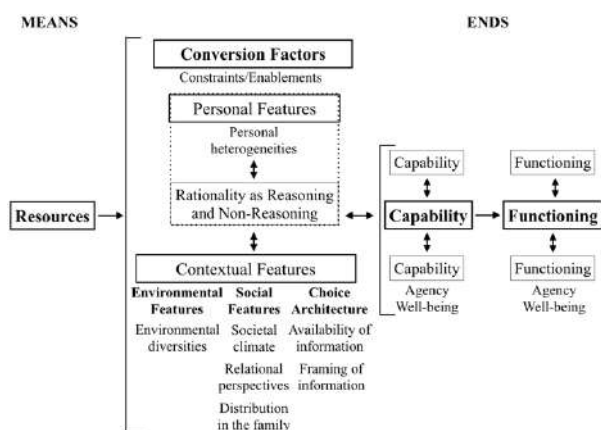 MEANS
ENDS
Conversion Factors
Constraints/Enablements
Personal Features
Personal
heterogeneities
Rationality as Reasoning
and Non-Reasoning
Resources
Contextual Features
Environmental
Features
Environmental
diversities
Social
Features
Societal
climate
Relational
perspectives
Distribution
in the family
Choice
Architecture
Availability of
information
Framing of
information
Capability
Capability
Capability
Agency
Well-being
Functioning
Functioning
Functioning
Agency
Well-being